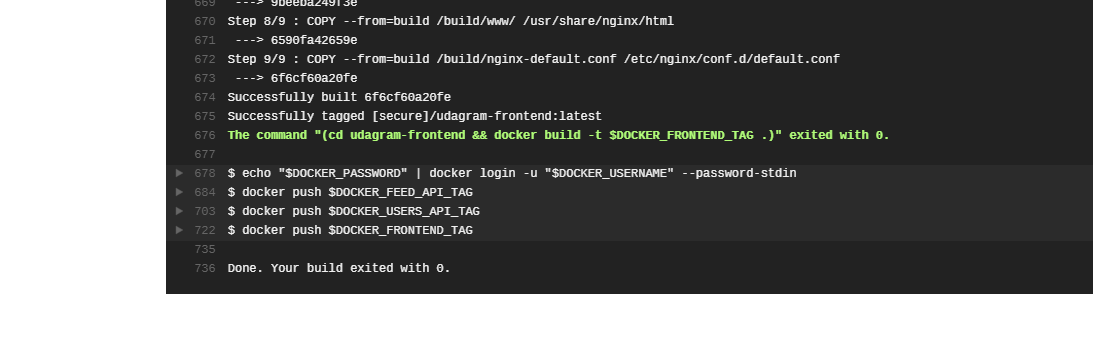 669 ---> 9beeba249f3e
670 Step 8/9 : COPY --from=build /build/www/ /usr/share/nginx/html
671 ---> 6590fa42659e
672 Step 9/9 : COPY --from=build /build/nginx-default.conf /etc/nginx/conf.d/default.conf
673 ---> 6f6cf60a20fe
674 Successfully built 6f6cf60a20fe
675 Successfully tagged [secure]/udagram-frontend:latest
676 The command "(cd udagram-frontend && docker build -t $DOCKER_FRONTEND_TAG .)" exited with 0.
677
678 $ echo "$DOCKER_PASSWORD" | docker login -u "$DOCKER_USERNAME" --password-stdin
684 $ docker push $DOCKER_FEED_API_TAG
703 $ docker push $DOCKER_USERS_API_TAG
722 $ docker push $DOCKER_FRONTEND_TAG
735
736 Done. Your build exited with 0.